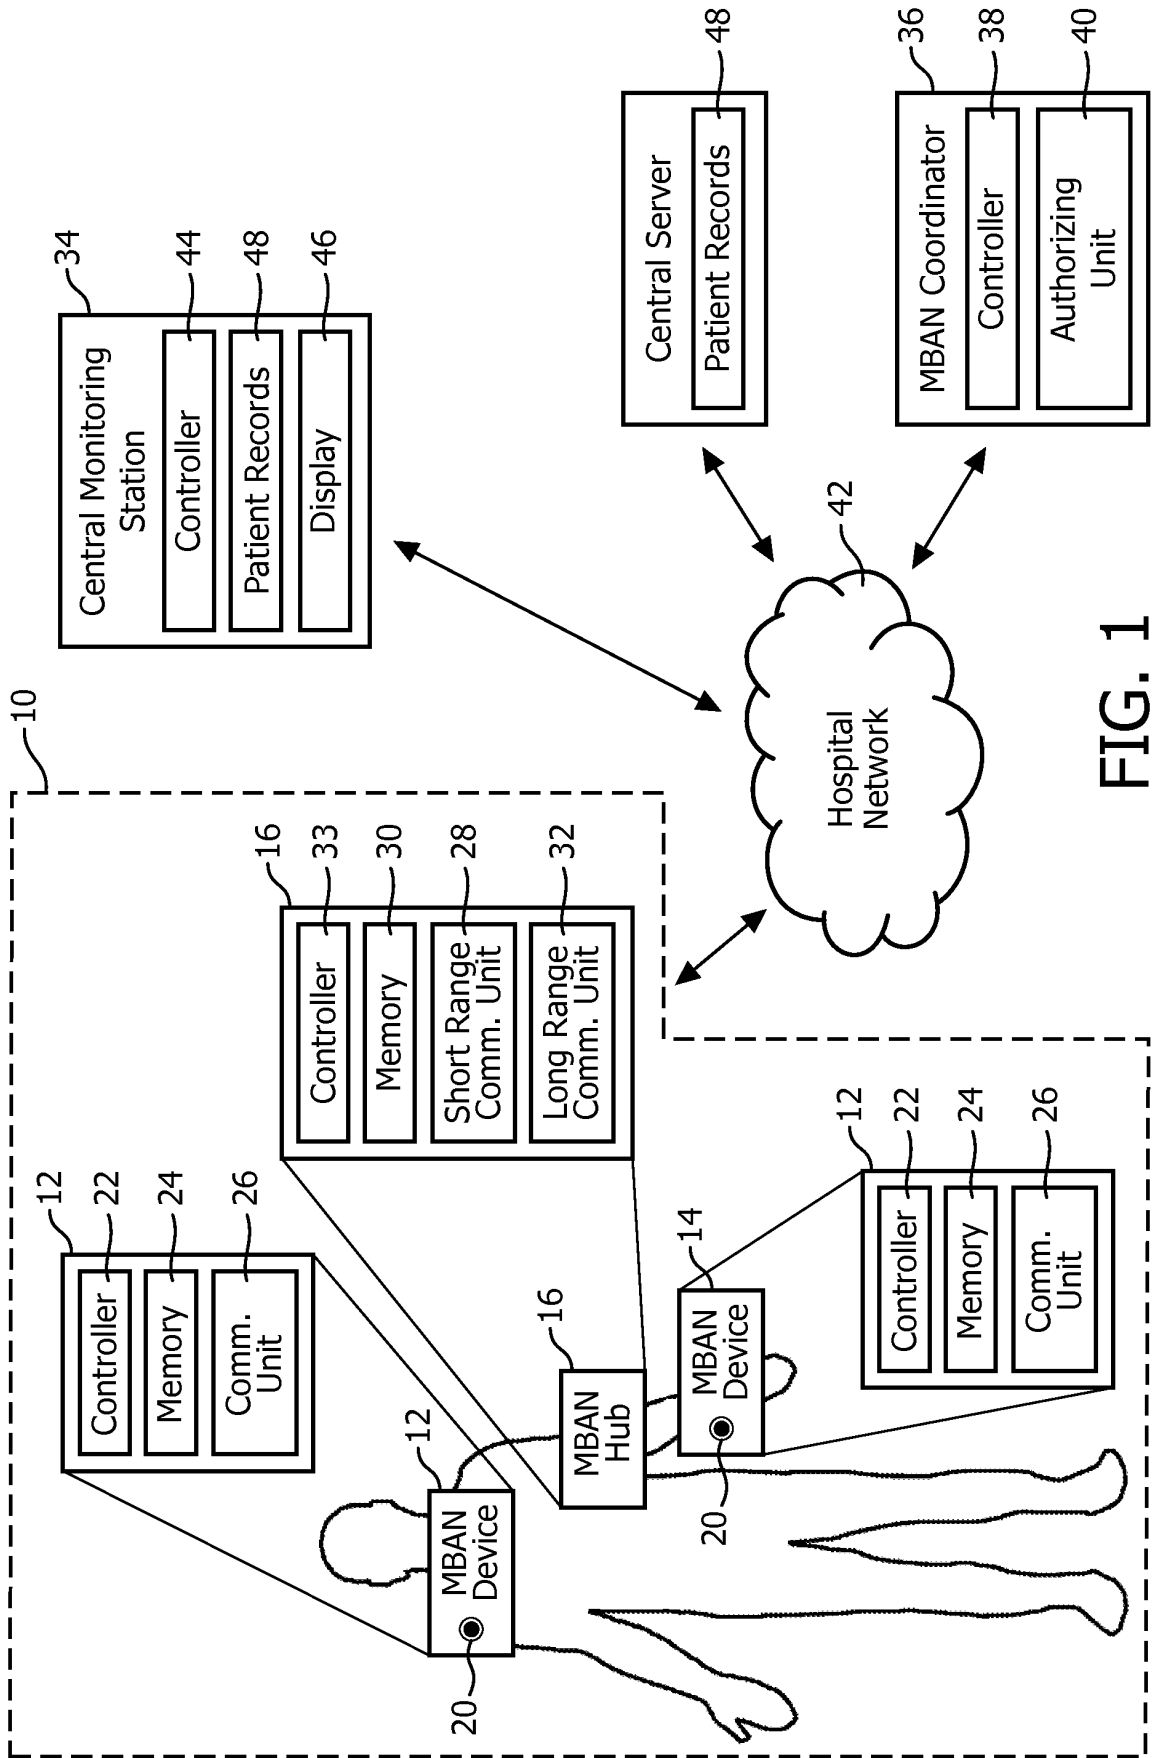 10
12
Controller
22
Memory
24
Comm.
Unit
26
16
Controller
33
Memory
30
Short Range
Comm. Unit
28
Long Range
Comm. Unit
32
MBAN
Device
12
20
MBAN
Hub
16
MBAN
Device
14
20
12
Controller
22
Memory
24
Comm.
Unit
26
Central Monitoring
Station
34
Controller
44
Patient Records
48
Display
46
Hospital
Network
42
Central Server
Patient Records
48
MBAN Coordinator
36
Controller
38
Authorizing
Unit
40
FIG. 1